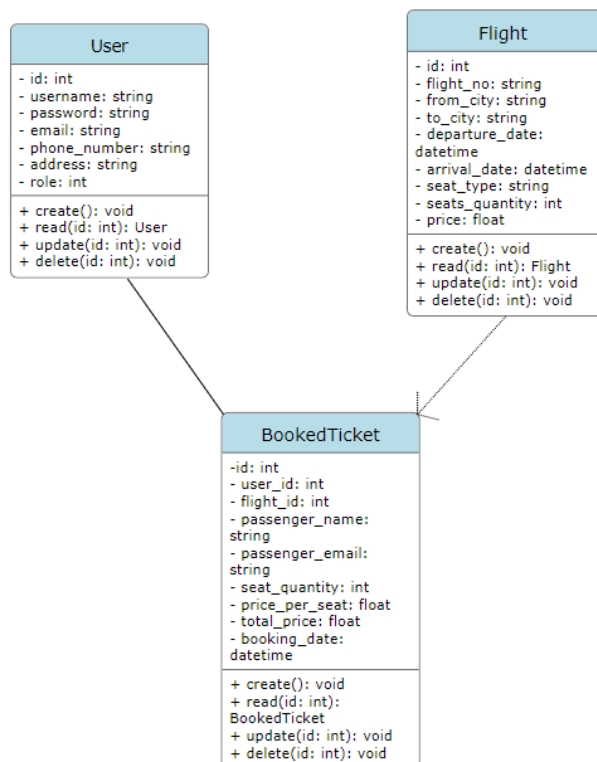 User
- id: int
- username: string
- password: string
- email: string
- phone_number: string
- address: string
- role: int
+ create(): void
+ read(id: int): User
+ update(id: int): void
+ delete(id: int): void
Flight
- id: int
- flight_no: string
- from_city: string
- to_city: string
- departure_date:
datetime
- arrival_date: datetime
- seat_type: string
- seats_quantity: int
- price: float
+ create(): void
+ read(id: int): Flight
+ update(id: int): void
+ delete(id: int): void
BookedTicket
-id: int
- user_id: int
- flight_id: int
- passenger_name:
string
- passenger_email:
string
- seat_quantity: int
- price_per_seat: float
- total_price: float
- booking_date:
datetime
+ create(): void
+ read(id: int):
BookedTicket
+ update(id: int): void
+ delete(id: int): void